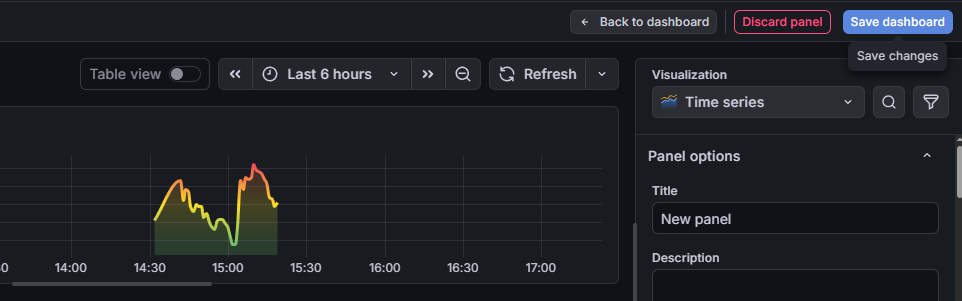 Back to dashboard
Discard panel
Save dashboard
Save changes
Table view
Last 6 hours
Refresh
Visualization
Time series
Panel options
Title
New panel
Description
14:00 14:30 15:00 15:30 16:00 16:30 17:00